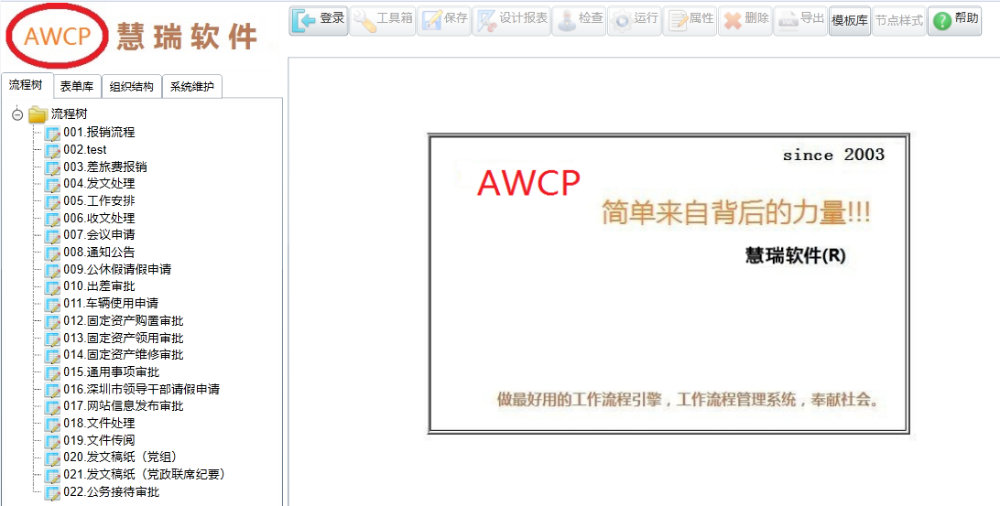 AWCP 慧瑞软件
登录 工具箱 保存 设计报表 检查 运行 属性 删除 导出 模板库 节点样式 帮助
流程树 表单库 组织结构 系统维护
流程树
001.报销流程
002.test
003.差旅费报销
004.发文处理
005.工作安排
006.收文处理
007.会议申请
008.通知公告
009.公休假请假申请
010.出差审批
011.车辆使用申请
012.固定资产购置审批
013.固定资产领用审批
014.固定资产维修审批
015.通用事项审批
016.深圳市领导干部请假申请
017.网站信息发布审批
018.文件处理
019.文件传阅
020.发文稿纸（党组）
021.发文稿纸（党政联席纪要）
022.公务接待审批
since 2003
AWCP
简单来自背后的力量!!!
慧瑞软件(R)
做最好用的工作流程引擎，工作流程管理系统，奉献社会。